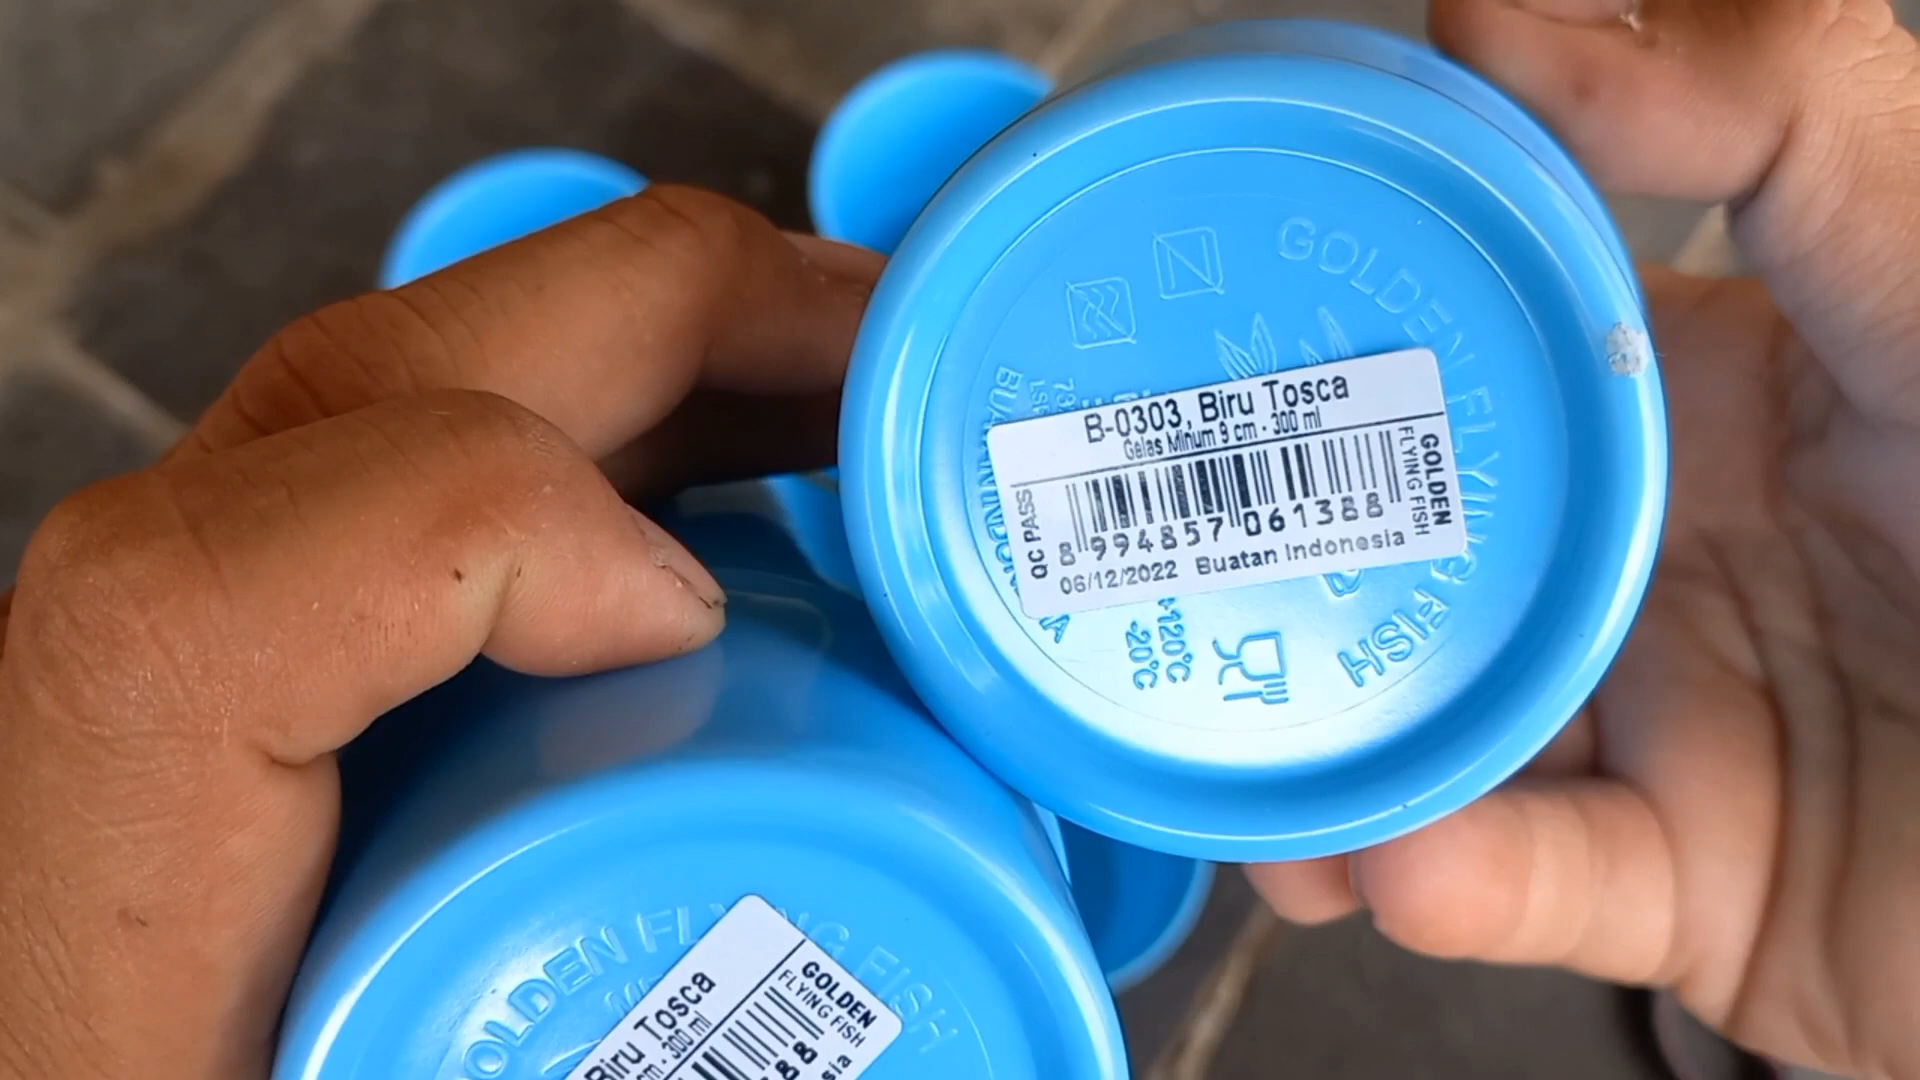 GOLDEN FLYING FISH
B-0303, Biru Tosca
Gelas Minum 9 cm - 300 ml
QC PASS
8 994857 061388
06/12/2022 Buatan Indonesia
GOLDEN
FLYING FISH
+120°C
-20°C
GOLDEN FLYING FISH
Biru Tosca
cm - 300 ml
GOLDEN
FLYING FISH